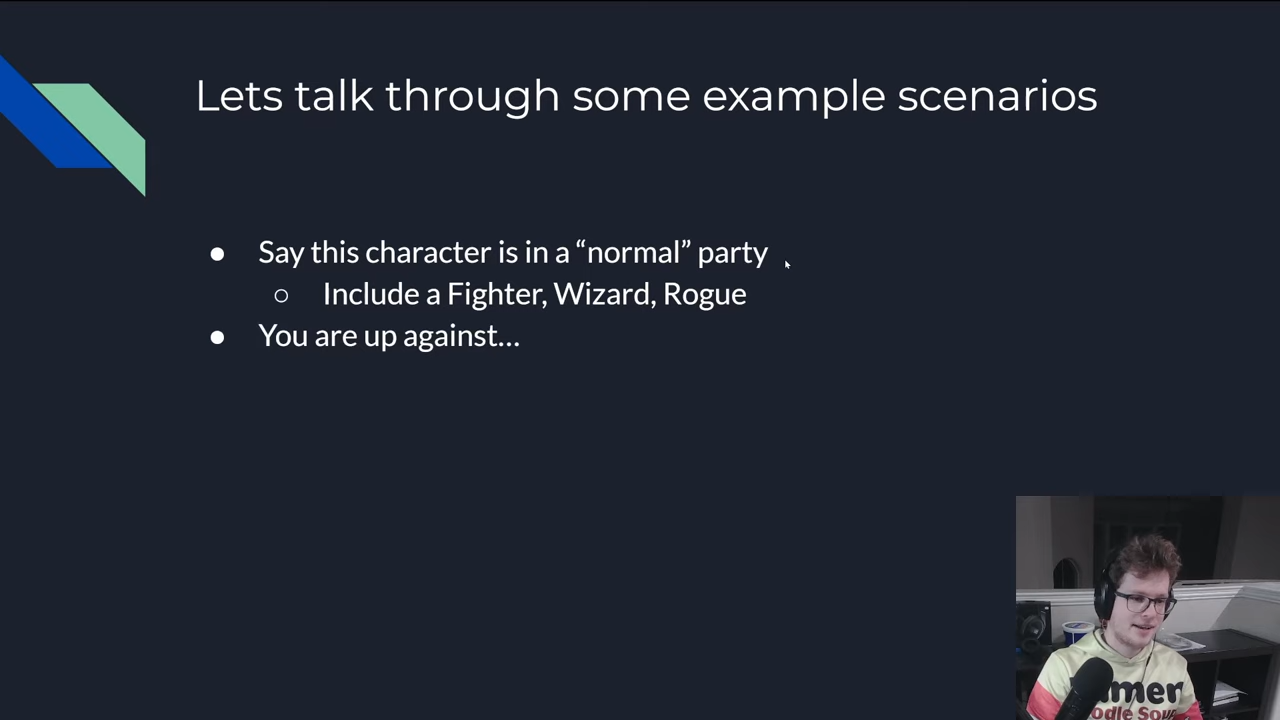 Lets talk through some example scenarios
● Say this character is in a “normal” party
○ Include a Fighter, Wizard, Rogue
● You are up against...